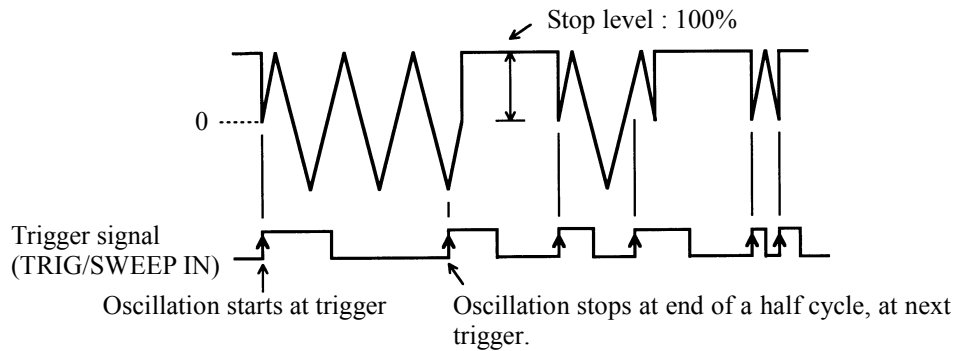 Stop level : 100%
0
Trigger signal
(TRIG/SWEEP IN)
Oscillation starts at trigger
Oscillation stops at end of a half cycle, at next
trigger.